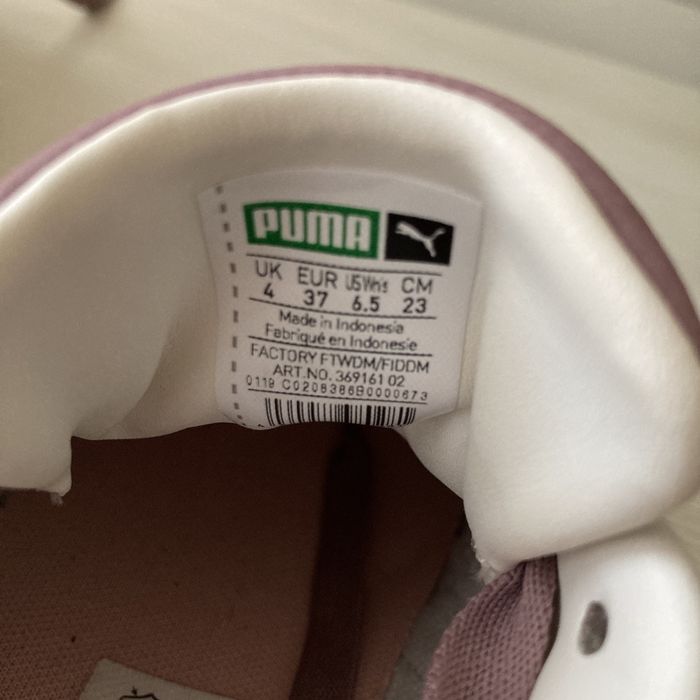 PUMA
UK EUR US Wn's CM
4 37 6.5 23
Made in Indonesia
Fabriqué en Indonesie
FACTORY FTWDM/FIDDM
ART.NO. 369161 02
0119 C0208386B0000673